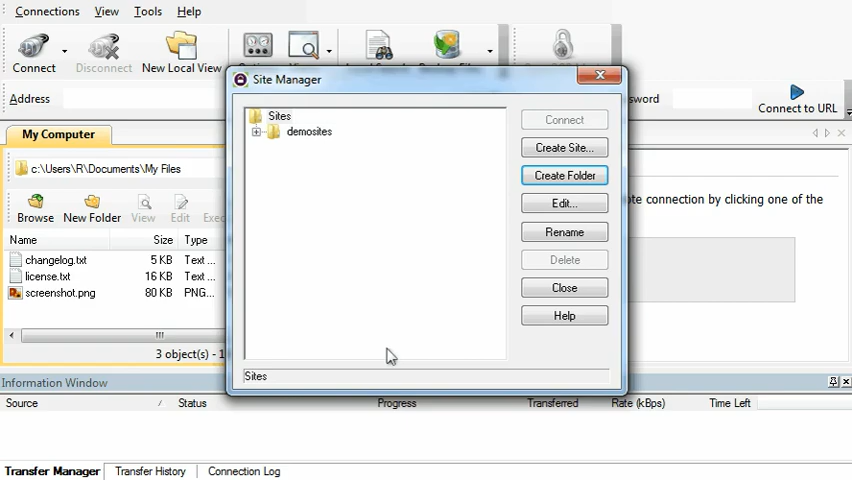 Connections View Tools Help
Site Manager
Connect Disconnect New Local View
Address
sword
Connect to URL
Sites
demosites
Connect
Create Site...
Create Folder
Edit...
Rename
Delete
Close
Help
Sites
My Computer
c:\Users\R\Documents\My Files
te connection by clicking one of the
Browse New Folder View Edit Exec
Name Size Type
changelog.txt 5 KB Text ...
license.txt 16 KB Text ...
screenshot.png 80 KB PNG...
3 object(s) - 1
Information Window
Source / Status Progress Transferred Rate (kBps) Time Left
Transfer Manager Transfer History Connection Log